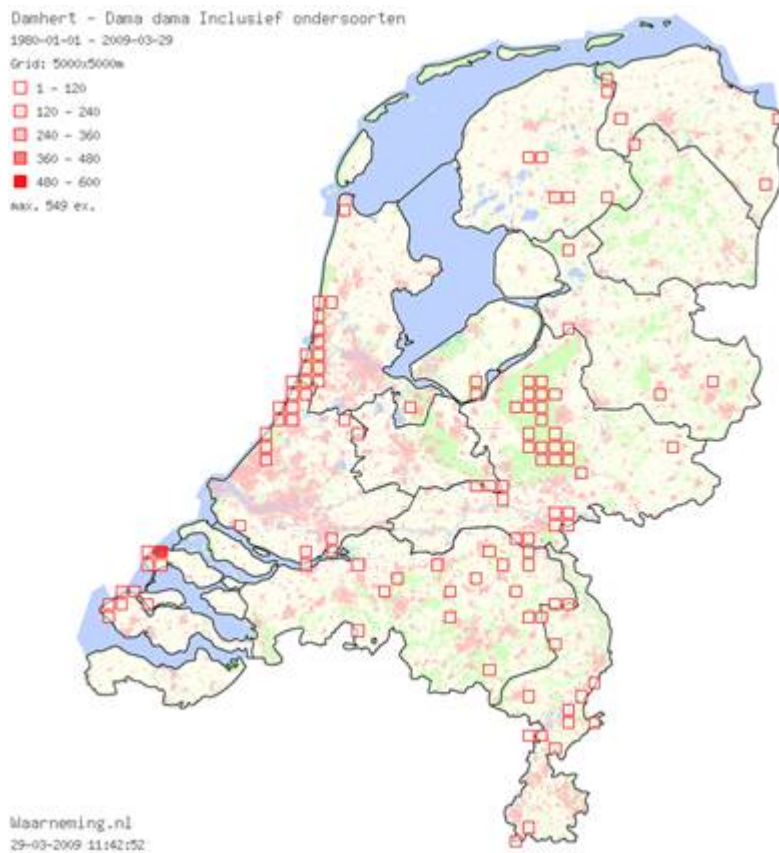 Damhert - Dama dama Inclusief ondersoorten
1980-01-01 - 2009-03-29
Grid: 5000x5000m
1 - 120
120 - 240
240 - 360
360 - 480
480 - 600
max. 549 ex.
Waarneming.nl
29-03-2009 11:42:52